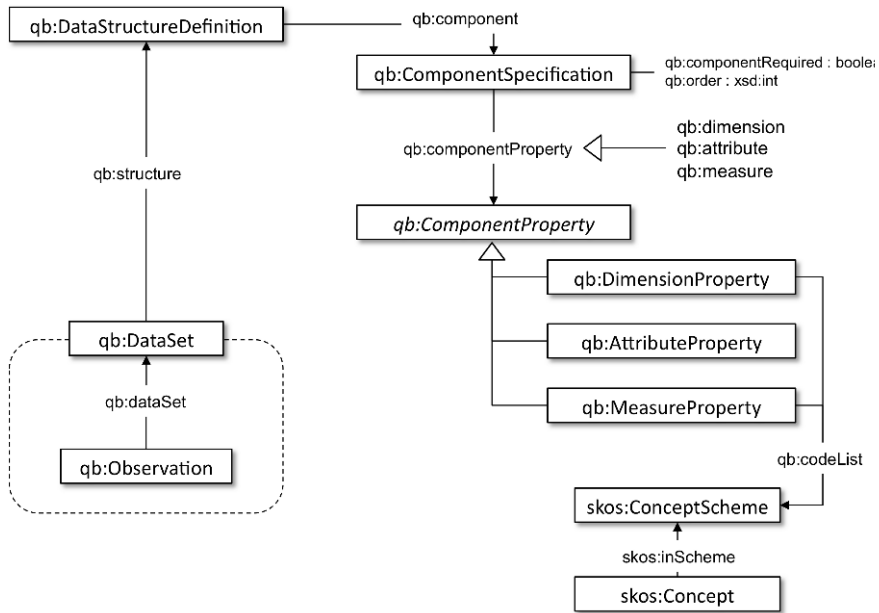 qb:DataStructureDefinition
qb:component
qb:ComponentSpecification
qb:componentRequired : boolea
qb:order : xsd:int
qb:componentProperty
qb:dimension
qb:attribute
qb:measure
qb:structure
qb:ComponentProperty
qb:DimensionProperty
qb:DataSet
qb:AttributeProperty
qb:dataSet
qb:MeasureProperty
qb:Observation
qb:codeList
skos:ConceptScheme
skos:inScheme
skos:Concept